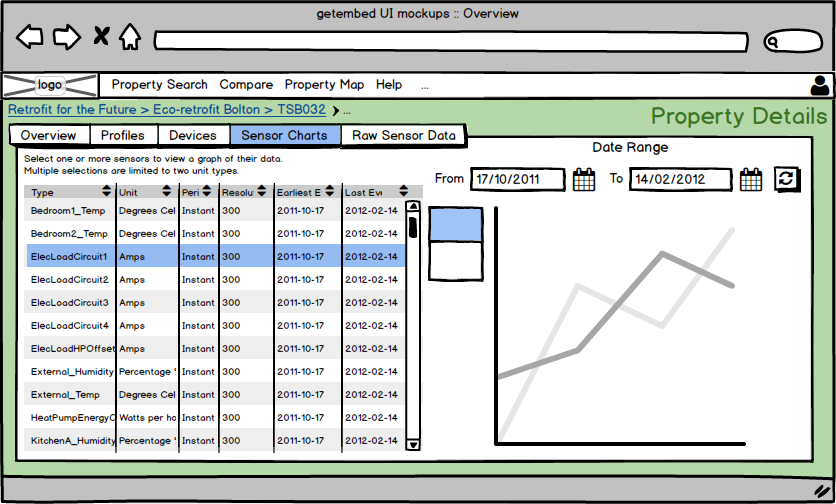 getembed UI mockups :: Overview
logo Property Search Compare Property Map Help ...
Retrofit for the Future > Eco-retrofit Bolton > TSB032 > ...
Property Details
Overview Profiles Devices Sensor Charts Raw Sensor Data
Select one or more sensors to view a graph of their data.
Multiple selections are limited to two unit types.
Date Range
From 17/10/2011 To 14/02/2012
Type Unit Peri Resolu Earliest E Last Eve
Bedroom1_Temp Degrees Cel Instant 300 2011-10-17 2012-02-14
Bedroom2_Temp Degrees Cel Instant 300 2011-10-17 2012-02-14
ElecLoadCircuit1 Amps Instant 300 2011-10-17 2012-02-14
ElecLoadCircuit2 Amps Instant 300 2011-10-17 2012-02-14
ElecLoadCircuit3 Amps Instant 300 2011-10-17 2012-02-14
ElecLoadCircuit4 Amps Instant 300 2011-10-17 2012-02-14
ElecLoadHPOffset Amps Instant 300 2011-10-17 2012-02-14
External_Humidity Percentage Instant 300 2011-10-17 2012-02-14
External_Temp Degrees Cel Instant 300 2011-10-17 2012-02-14
HeatPumpEnergyC Watts per ho Instant 300 2011-10-17 2012-02-14
KitchenA_Humidity Percentage Instant 300 2011-10-17 2012-02-14